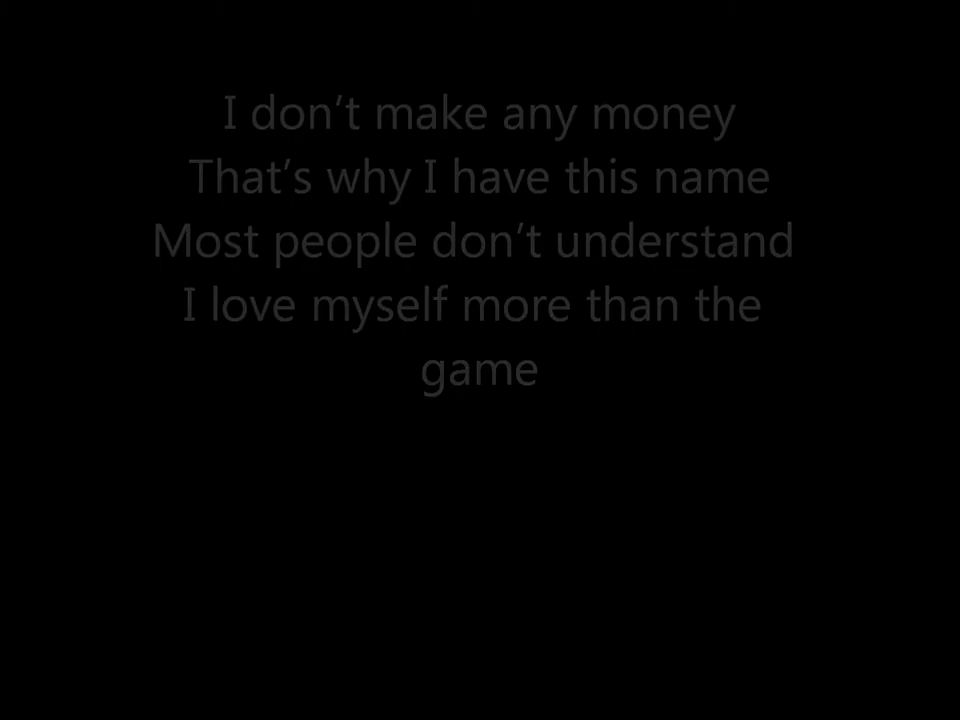 I don’t make any money
That’s why I have this name
Most people don’t understand
I love myself more than the
game